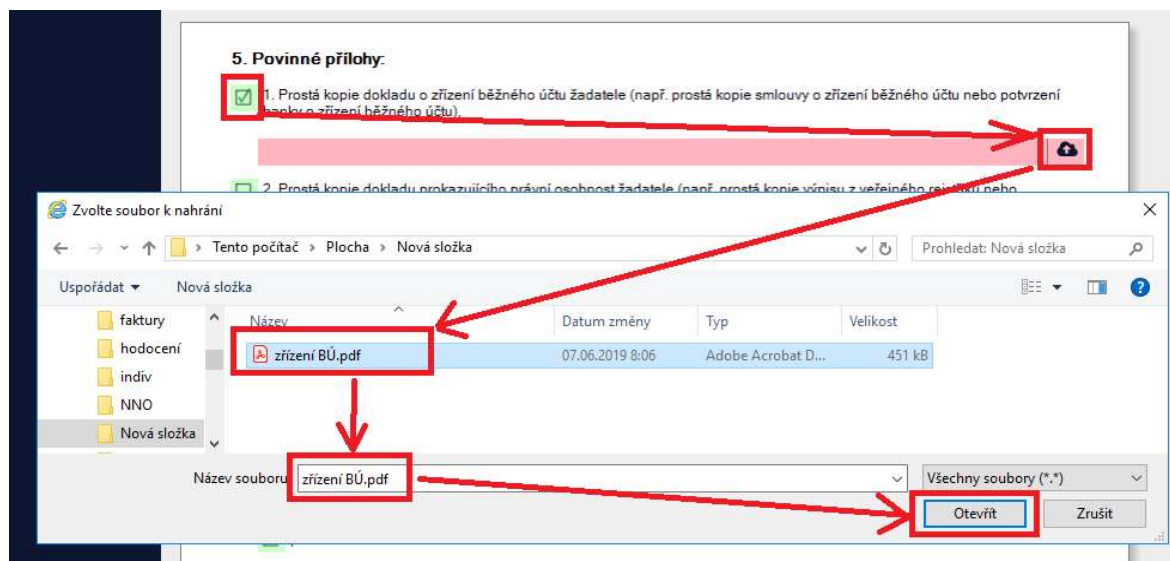 5. Povinné přílohy:
1. Prostá kopie dokladu o zřízení běžného účtu žadatele (např. prostá kopie smlouvy o zřízení běžného účtu nebo potvrzení
banky o zřízení běžného účtu).
2. Prostá kopie dokladu prokazujícího právní osobnost žadatele (např. prostá kopie výpisu z veřejného rejstříku nebo
Zvolte soubor k nahrání
Tento počítač > Plocha > Nová složka
Prohledat: Nová složka
Uspořádat
Nová složka
Název
Datum změny
Typ
Velikost
faktury
hodocení
indiv
NNO
Nová složka
zřízení BÚ.pdf
07.06.2019 8:06
Adobe Acrobat D...
451 kB
Název souboru
zřízení BÚ.pdf
Všechny soubory (*.*)
Otevřít
Zrušit